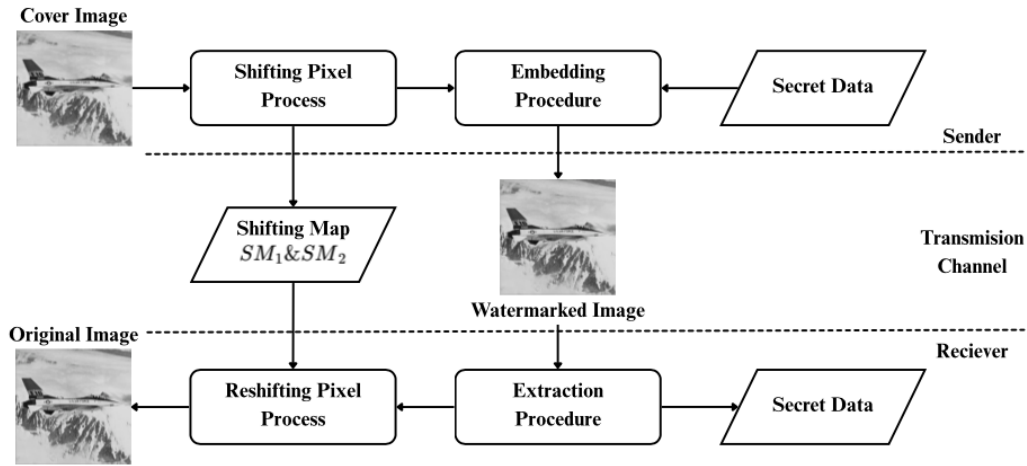 Cover Image
Shifting Pixel
Process
Embedding
Procedure
Secret Data
Sender
Shifting Map
SM₁&SM₂
Transmision
Channel
Watermarked Image
Original Image
Reciever
Reshifting Pixel
Process
Extraction
Procedure
Secret Data